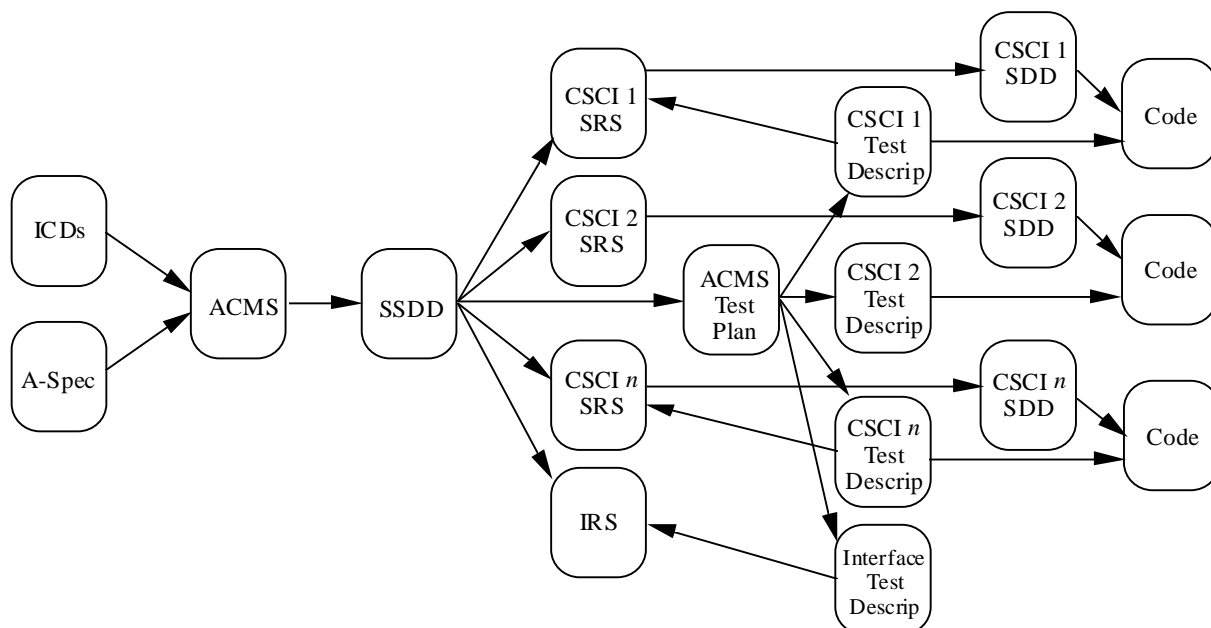 CSCI 1
SDD
CSCI 1
SRS
Code
CSCI 1
Test
Descrip
ICDs
CSCI 2
SRS
CSCI 2
SDD
Code
ACMS
SSDD
ACMS
Test
Plan
CSCI 2
Test
Descrip
A-Spec
CSCI n
SRS
CSCI n
SDD
Code
CSCI n
Test
Descrip
IRS
Interface
Test
Descrip